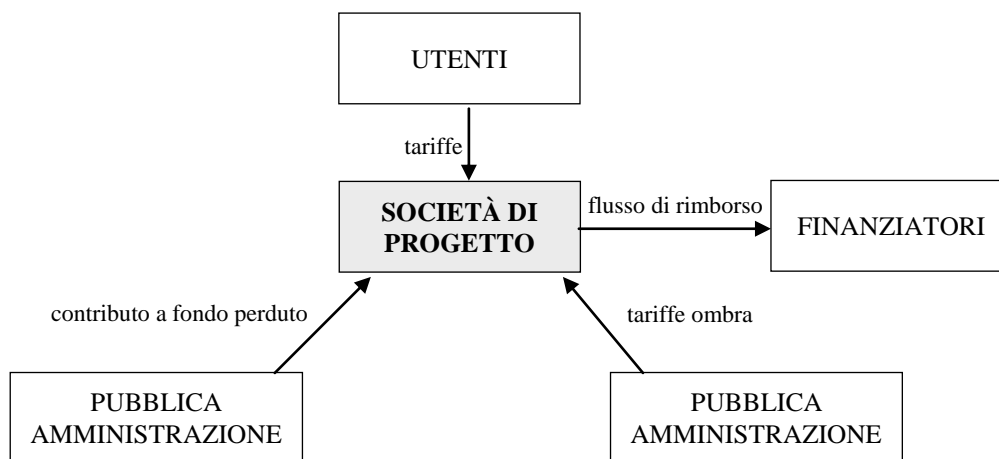 UTENTI
tariffe
SOCIETÀ DI
PROGETTO
flusso di rimborso
FINANZIATORI
contributo a fondo perduto
tariffe ombra
PUBBLICA
AMMINISTRAZIONE
PUBBLICA
AMMINISTRAZIONE